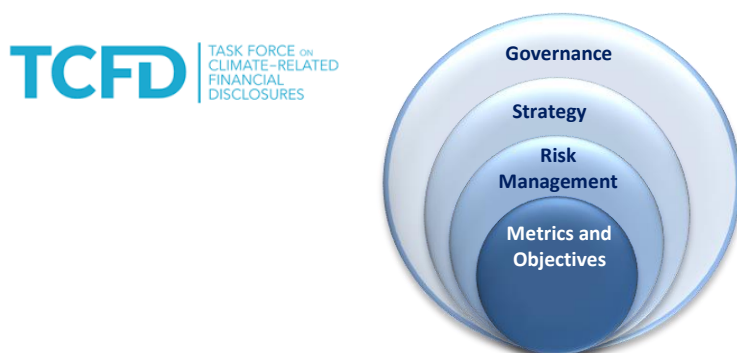 TCFD
TASK FORCE ON
CLIMATE-RELATED
FINANCIAL
DISCLOSURES
Governance
Strategy
Risk
Management
Metrics and
Objectives